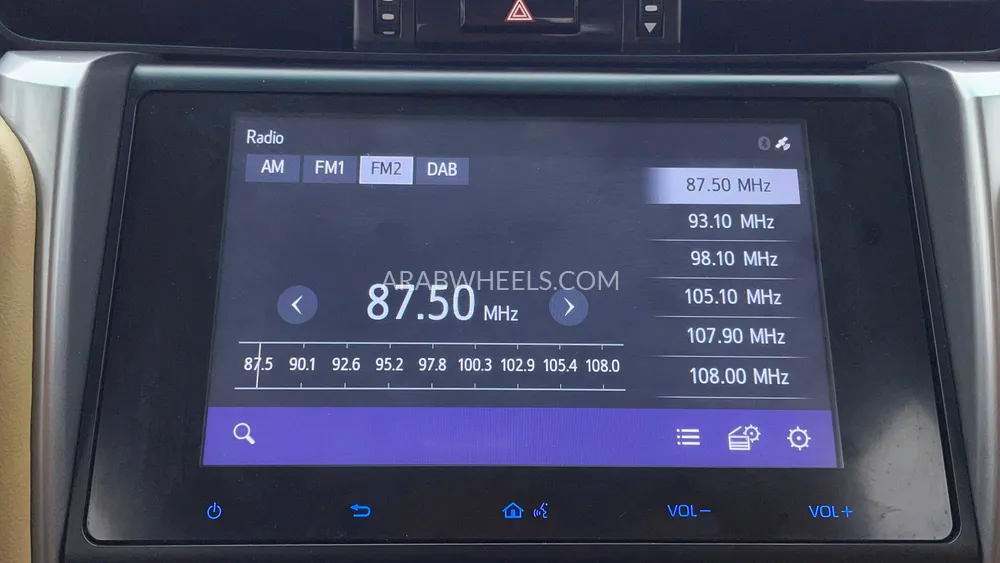 Radio
AM FM1 FM2 DAB
87.50 MHz
93.10 MHz
98.10 MHz
105.10 MHz
107.90 MHz
108.00 MHz
ARABWHEELS.COM
87.50 MHz
87.5 90.1 92.6 95.2 97.8 100.3 102.9 105.4 108.0
VOL− VOL+